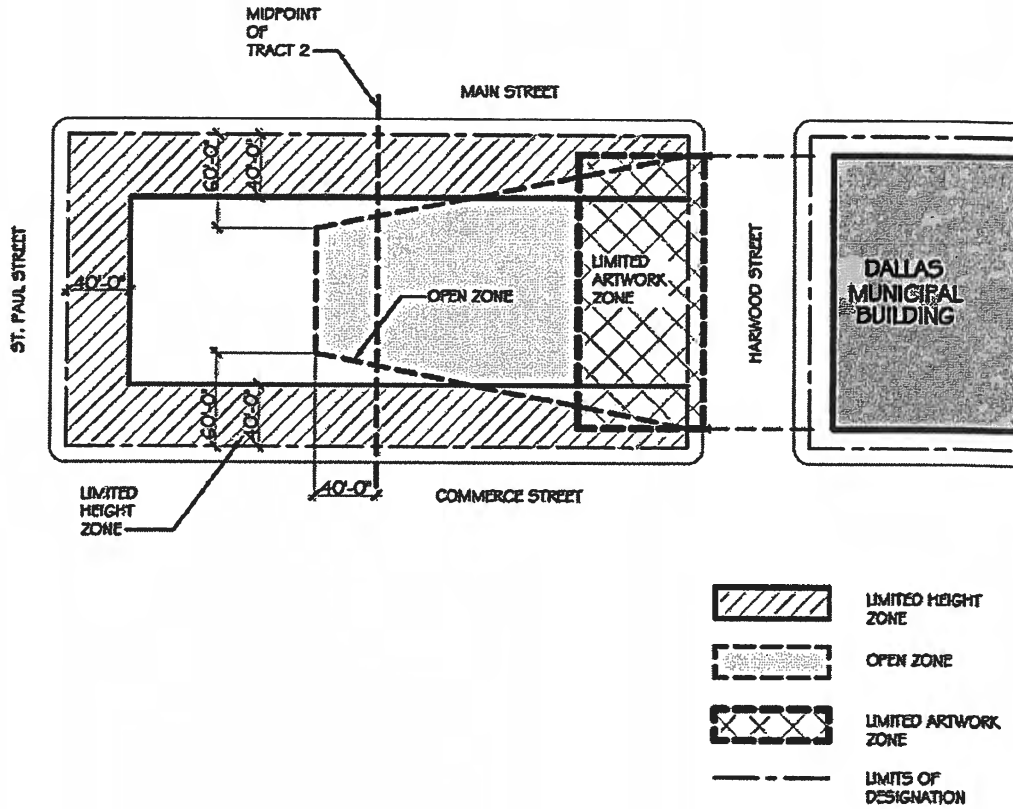 MIDPOINT
OF
TRACT 2
MAIN STREET
60'-0"
40'-0"
ST. PAUL STREET
40'-0"
OPEN ZONE
LIMITED
ARTWORK
ZONE
HARWOOD STREET
DALLAS
MUNICIPAL
BUILDING
60'-0"
40'-0"
LIMITED
HEIGHT
ZONE
40'-0"
COMMERCE STREET
LIMITED HEIGHT
ZONE
OPEN ZONE
LIMITED ARTWORK
ZONE
LIMITS OF
DESIGNATION